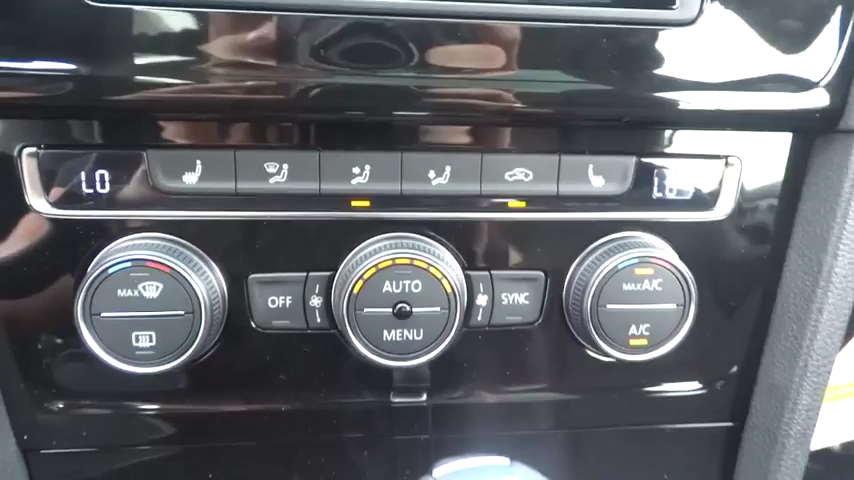 LO
LO
MAX
OFF
AUTO
MENU
SYNC
MAX A/C
A/C